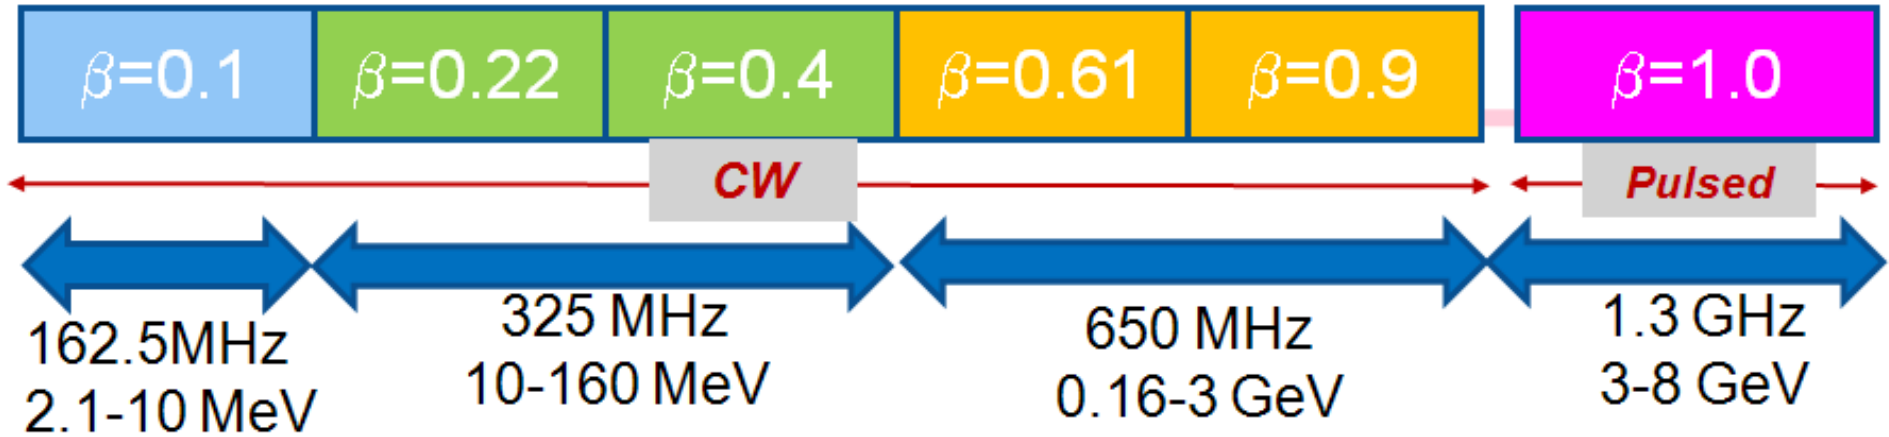 β=0.1
β=0.22
β=0.4
β=0.61
β=0.9
β=1.0
CW
Pulsed
162.5MHz
2.1-10 MeV
325 MHz
10-160 MeV
650 MHz
0.16-3 GeV
1.3 GHz
3-8 GeV